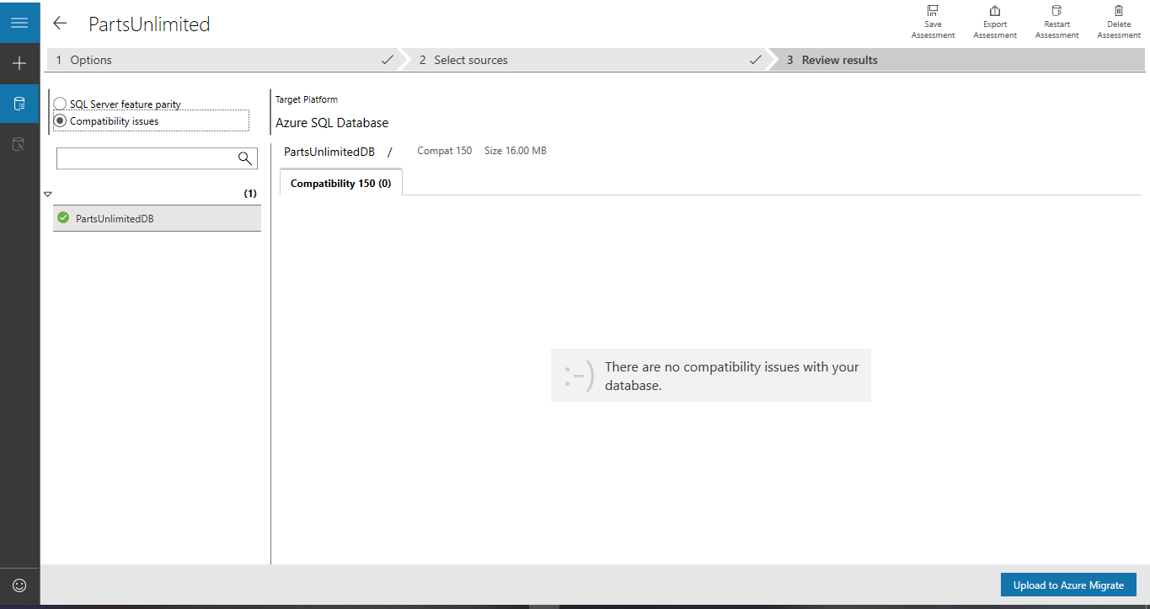 PartsUnlimited
Save
Assessment
Export
Assessment
Restart
Assessment
Delete
Assessment
1 Options
2 Select sources
3 Review results
SQL Server feature parity
Compatibility issues
(1)
PartsUnlimitedDB
Target Platform
Azure SQL Database
PartsUnlimitedDB / Compat 150 Size 16.00 MB
Compatibility 150 (0)
:-) There are no compatibility issues with your
database.
Upload to Azure Migrate